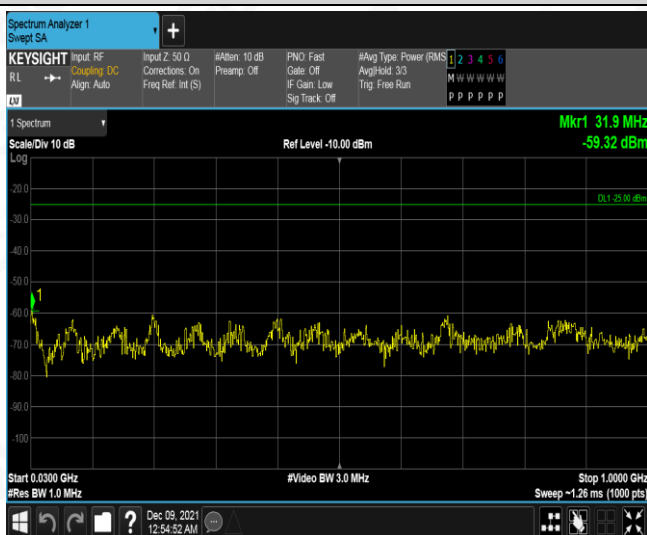 Spectrum Analyzer 1
Swept SA
+
KEYSIGHT
RL
LXI
Input: RF
Coupling: DC
Align: Auto
Input Z: 50 Ω
Corrections: On
Freq Ref: Int (S)
#Atten: 10 dB
Preamp: Off
PNO: Fast
Gate: Off
IF Gain: Low
Sig Track: Off
#Avg Type: Power (RMS
Avg|Hold: 3/3
Trig: Free Run
1 2 3 4 5 6
M W W W W W
P P P P P P
1 Spectrum
Scale/Div 10 dB
Ref Level -10.00 dBm
Mkr1 31.9 MHz
-59.32 dBm
Log
-20.0
DL1 -25.00 dBm
-30.0
-40.0
-50.0
1
-60.0
-70.0
-80.0
-90.0
-100
Start 0.0300 GHz
#Video BW 3.0 MHz
Stop 1.0000 GHz
#Res BW 1.0 MHz
Sweep ~1.26 ms (1000 pts)
?
Dec 09, 2021
12:54:52 AM